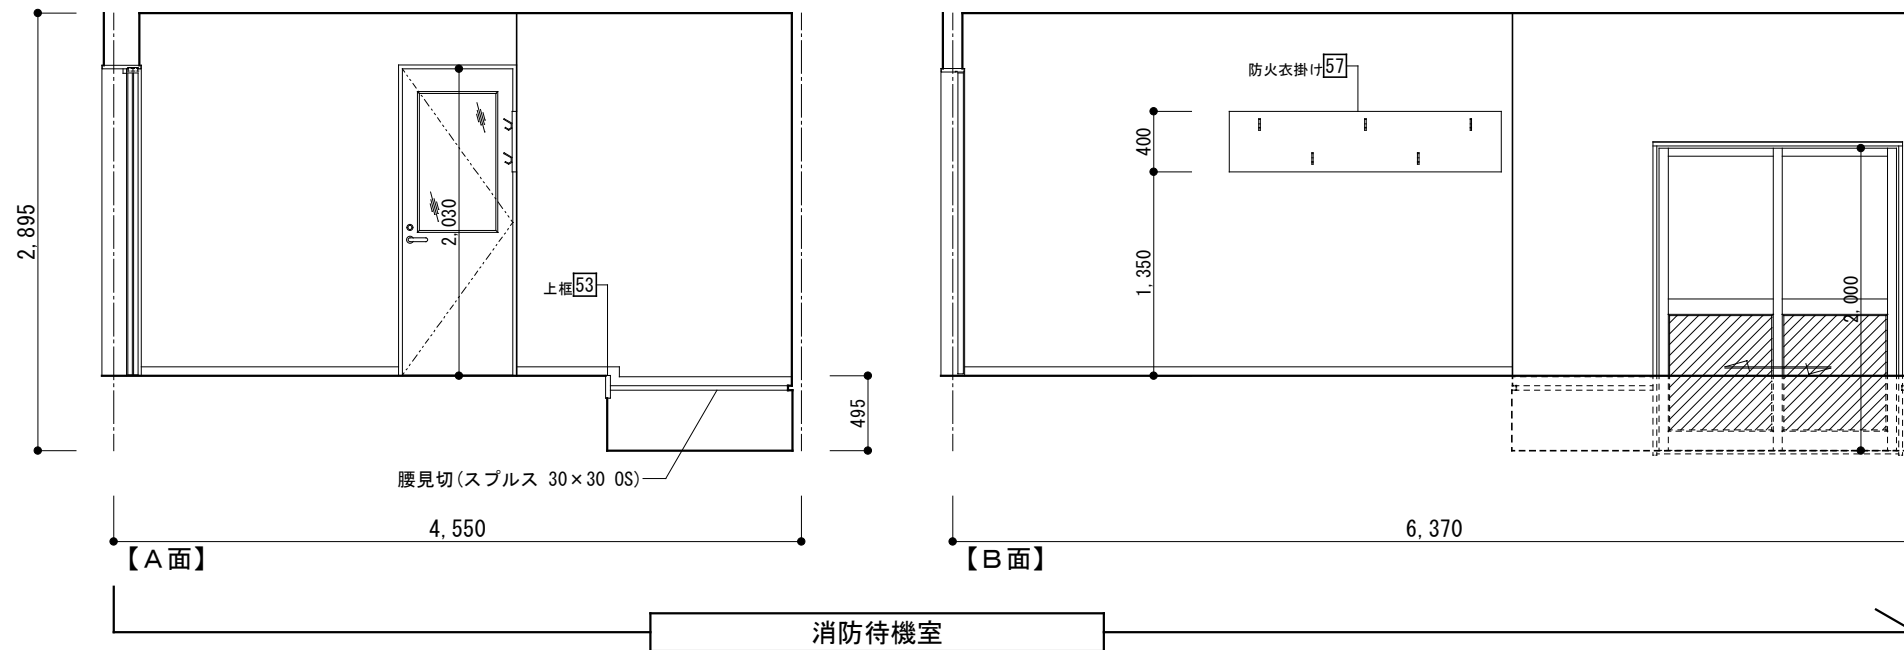 2,895
2,030
上框53
495
腰見切(スプルス 30×30 OS)
4,550
【A面】
防火衣掛け57
400
1,350
2,000
6,370
【B面】
消防待機室